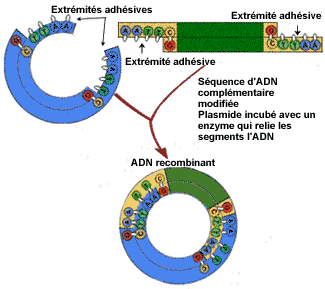 Extrémités adhésives
Extrémité adhésive
A A T T C
G
G
C T T A A
Extrémité adhésive
Séquence d'ADN
complémentaire
modifiée
Plasmide incubé avec un
enzyme qui relie les
segments l'ADN
ADN recombinant